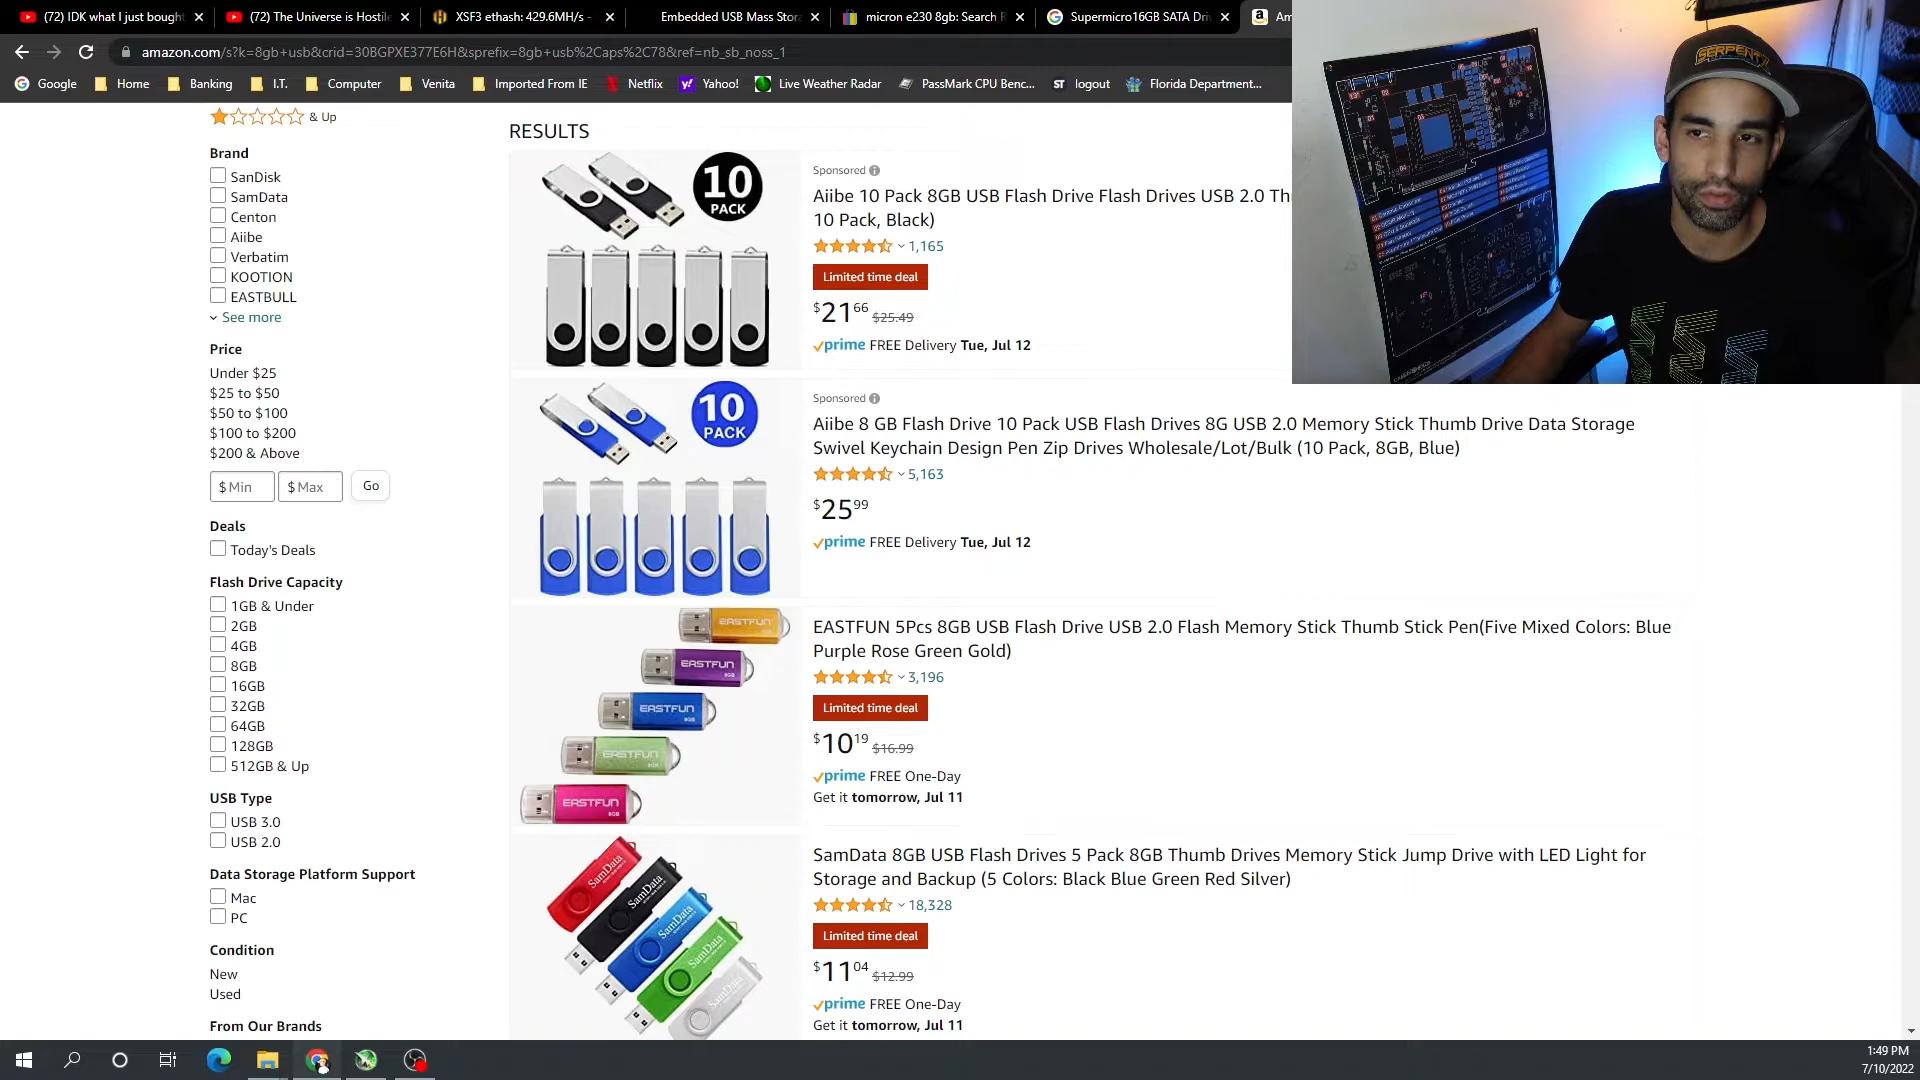 (72) IDK what I just bought
(72) The Universe is Hostile
XSF3 ethash: 429.6MH/s -
Embedded USB Mass Stora
micron e230 8gb: Search R
Supermicro16GB SATA Driv
Am
amazon.com/s?k=8gb+usb&crid=30BGPXE377E6H&sprefix=8gb+usb%2Caps%2C78&ref=nb_sb_noss_1
Google
Home
Banking
I.T.
Computer
Venita
Imported From IE
Netflix
Yahoo!
Live Weather Radar
PassMark CPU Benc...
ST logout
Florida Department...
& Up
Brand
SanDisk
SamData
Centon
Aiibe
Verbatim
KOOTION
EASTBULL
See more
Price
Under $25
$25 to $50
$50 to $100
$100 to $200
$200 & Above
$ Min
$ Max
Go
Deals
Today's Deals
Flash Drive Capacity
1GB & Under
2GB
4GB
8GB
16GB
32GB
64GB
128GB
512GB & Up
USB Type
USB 3.0
USB 2.0
Data Storage Platform Support
Mac
PC
Condition
New
Used
From Our Brands
RESULTS
10
PACK
Sponsored
Aiibe 10 Pack 8GB USB Flash Drive Flash Drives USB 2.0 Th
10 Pack, Black)
1,165
Limited time deal
$21 66 $25.49
prime FREE Delivery Tue, Jul 12
10
PACK
Sponsored
Aiibe 8 GB Flash Drive 10 Pack USB Flash Drives 8G USB 2.0 Memory Stick Thumb Drive Data Storage
Swivel Keychain Design Pen Zip Drives Wholesale/Lot/Bulk (10 Pack, 8GB, Blue)
5,163
$25 99
prime FREE Delivery Tue, Jul 12
EASTFUN
EASTFUN
8GB
EASTFUN
8GB
EASTFUN
EASTFUN
8GB
EASTFUN 5Pcs 8GB USB Flash Drive USB 2.0 Flash Memory Stick Thumb Stick Pen(Five Mixed Colors: Blue
Purple Rose Green Gold)
3,196
Limited time deal
$10 19 $16.99
prime FREE One-Day
Get it tomorrow, Jul 11
SamData
SamData
SamData
SamData
SamData
SamData 8GB USB Flash Drives 5 Pack 8GB Thumb Drives Memory Stick Jump Drive with LED Light for
Storage and Backup (5 Colors: Black Blue Green Red Silver)
18,328
Limited time deal
$11 04 $12.99
prime FREE One-Day
Get it tomorrow, Jul 11
SERPENT
1:49 PM
7/10/2022